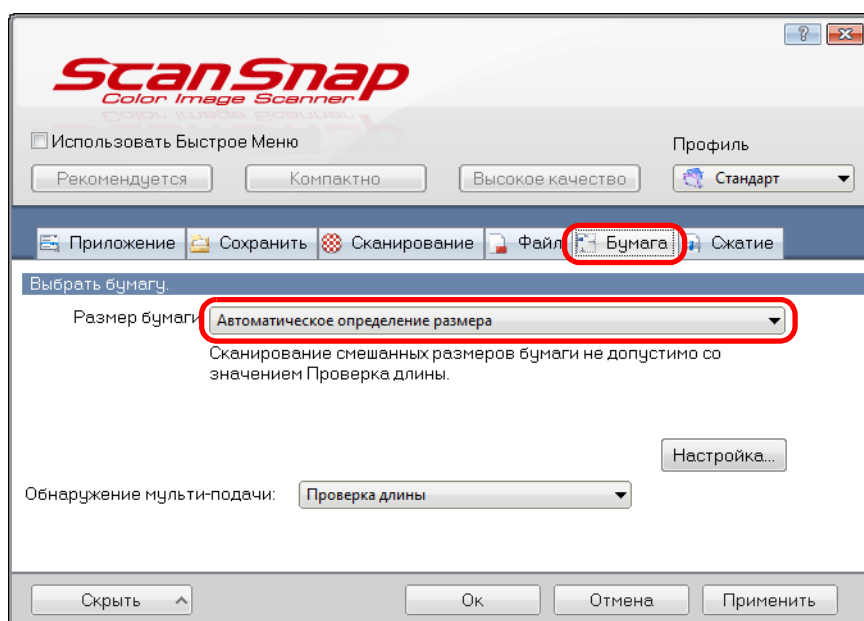 ScanSnap
Color Image Scanner
Использовать Быстрое Меню
Профиль
Рекомендуется Компактно Высокое качество Стандарт
Приложение Сохранить Сканирование Файл Бумага Сжатие
Выбрать бумагу.
Размер бумаги Автоматическое определение размера
Сканирование смешанных размеров бумаги не допустимо со
значением Проверка длины.
Настройка...
Обнаружение мульти-подачи: Проверка длины
Скрыть Ок Отмена Применить